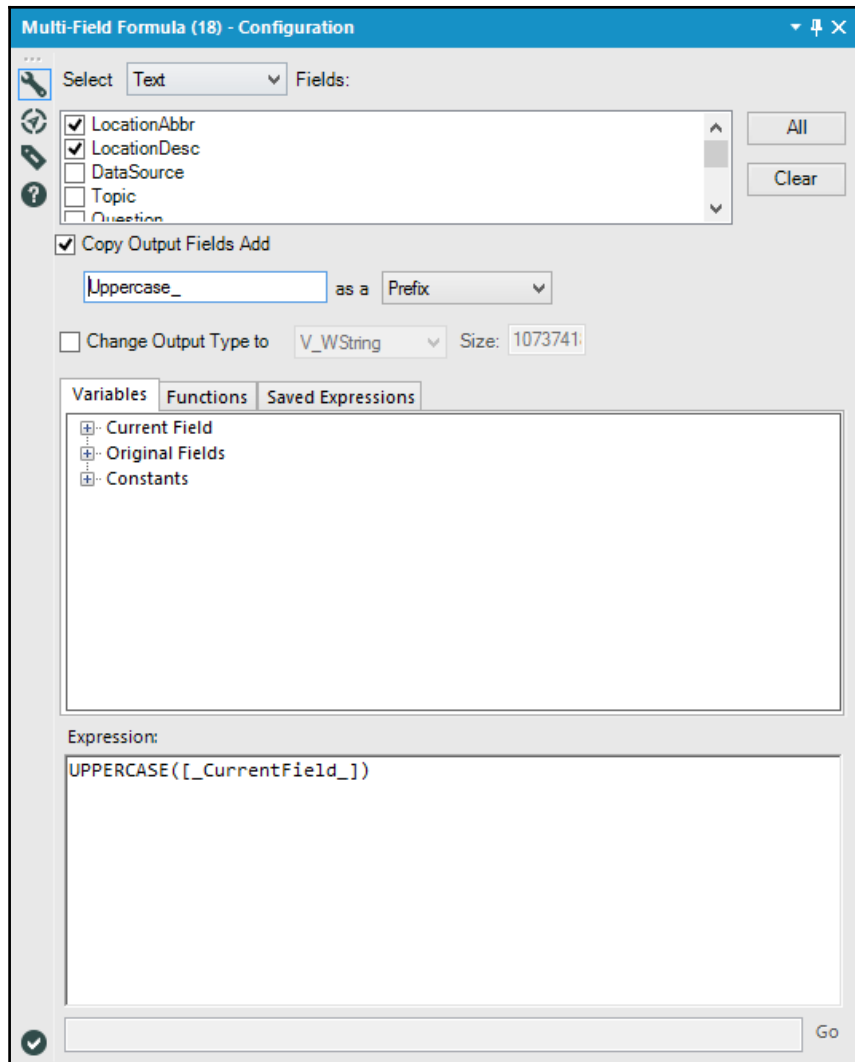 Multi-Field Formula (18) - Configuration
Select Text Fields:
LocationAbbr
LocationDesc
DataSource
Topic
Question
All
Clear
Copy Output Fields Add
Uppercase_ as a Prefix
Change Output Type to V_WString Size: 1073741
Variables Functions Saved Expressions
Current Field
Original Fields
Constants
Expression:
UPPERCASE([_CurrentField_])
Go